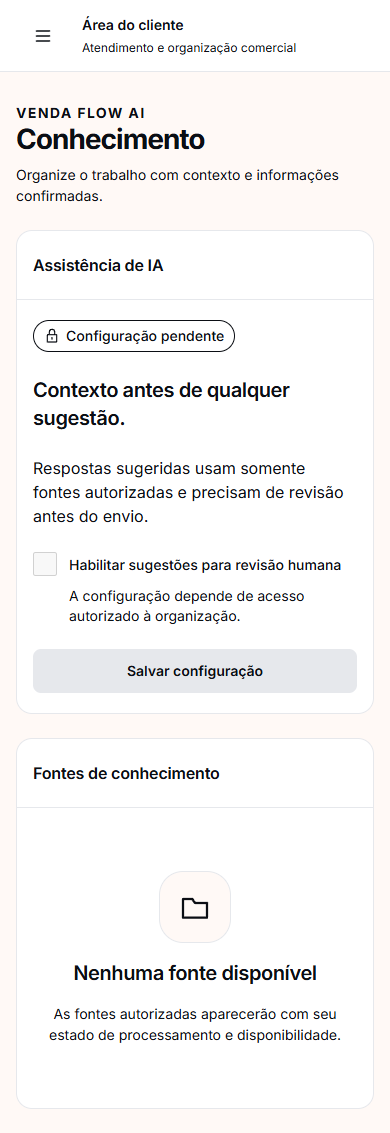 Área do cliente
Atendimento e organização comercial
VENDA FLOW AI
Conhecimento
Organize o trabalho com contexto e informações
confirmadas.
Assistência de IA
Configuração pendente
Contexto antes de qualquer
sugestão.
Respostas sugeridas usam somente
fontes autorizadas e precisam de revisão
antes do envio.
Habilitar sugestões para revisão humana
A configuração depende de acesso
autorizado à organização.
Salvar configuração
Fontes de conhecimento
Nenhuma fonte disponível
As fontes autorizadas aparecerão com seu
estado de processamento e disponibilidade.